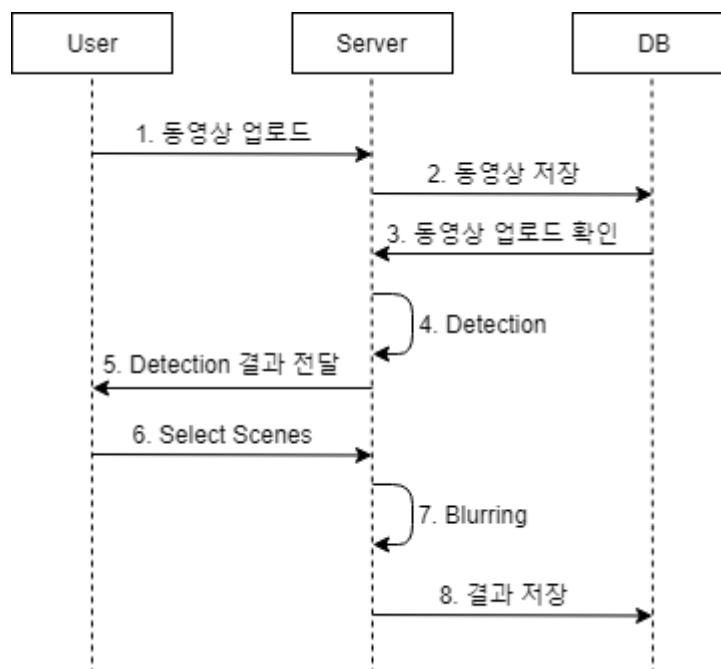 User
Server
DB
1. 동영상 업로드
2. 동영상 저장
3. 동영상 업로드 확인
4. Detection
5. Detection 결과 전달
6. Select Scenes
7. Blurring
8. 결과 저장